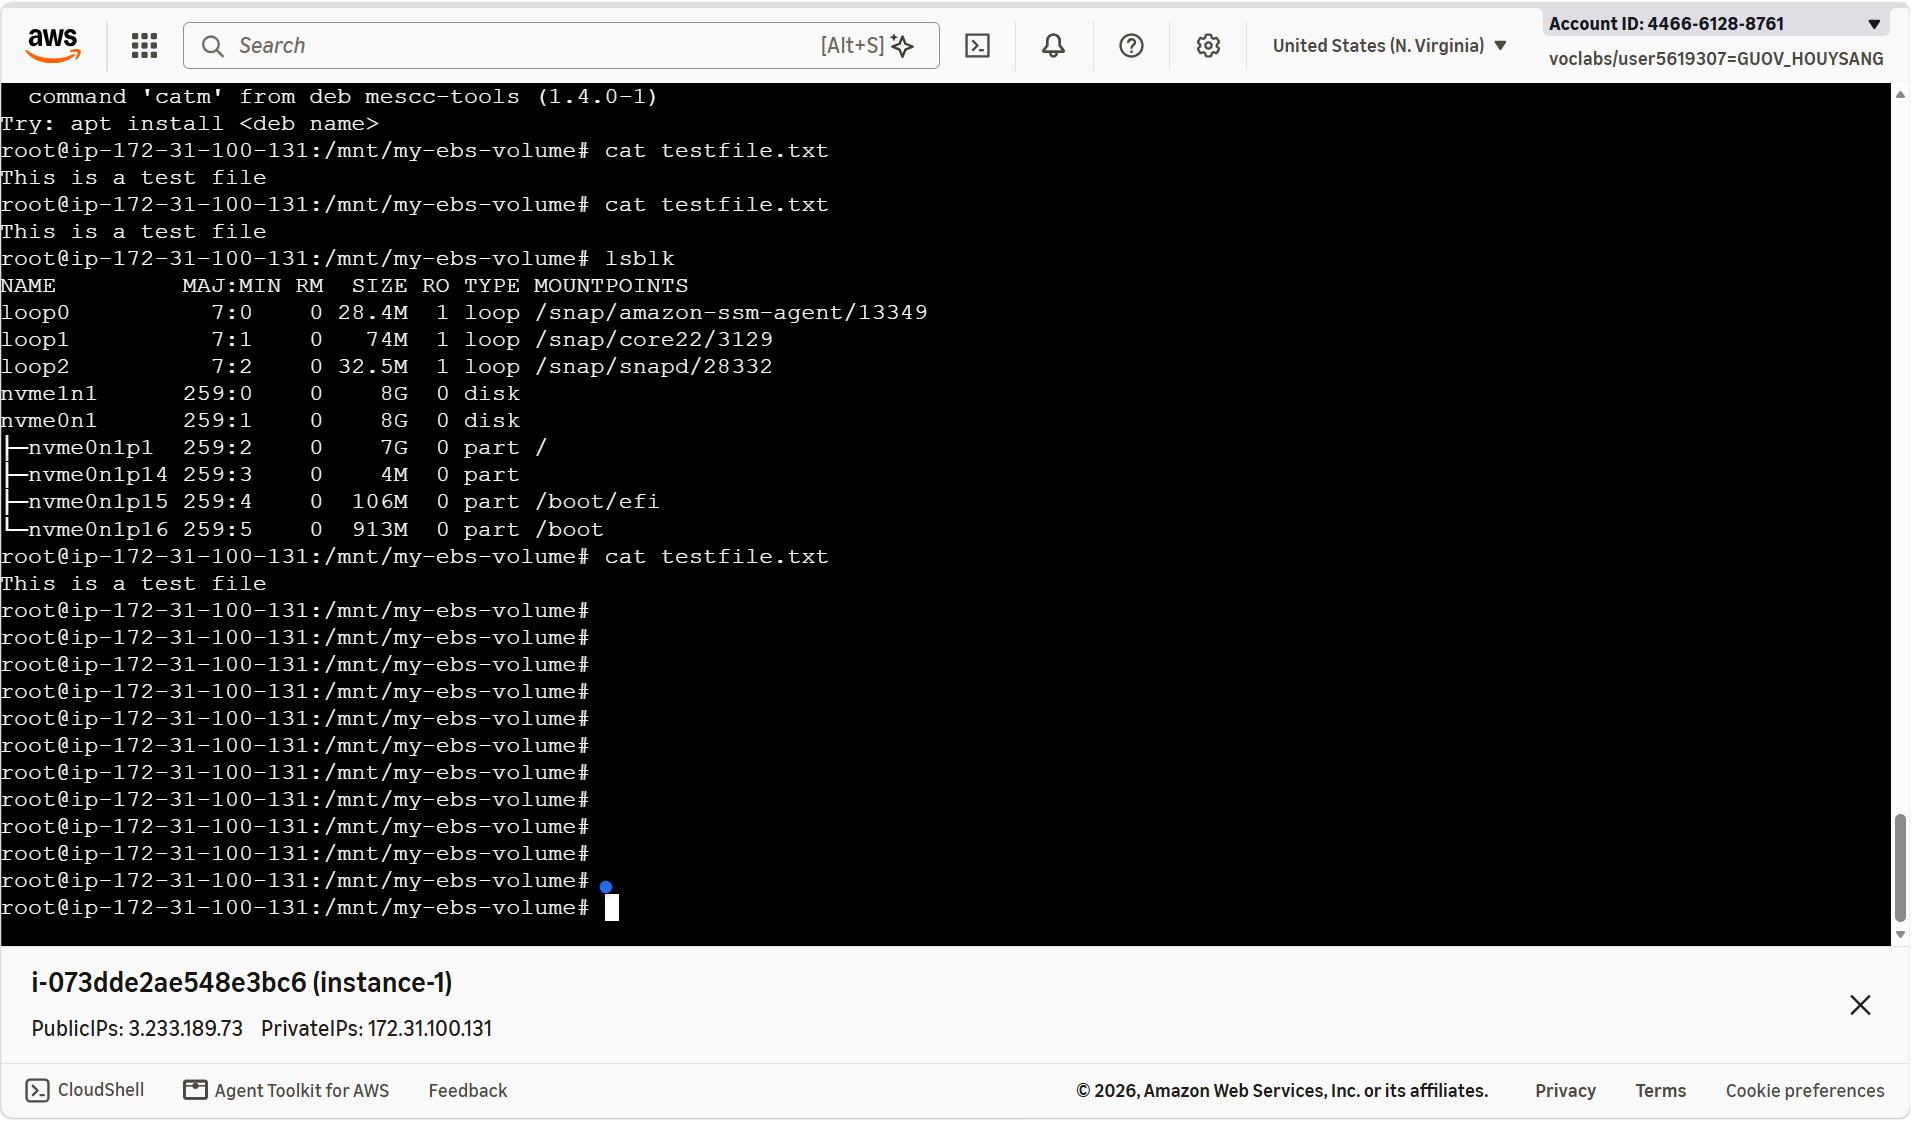 aws
Search [Alt+S]
United States (N. Virginia)
Account ID: 4466-6128-8761
voclabs/user5619307=GUOV_HOUYSANG
  command 'catm' from deb mescc-tools (1.4.0-1)
Try: apt install <deb name>
root@ip-172-31-100-131:/mnt/my-ebs-volume# cat testfile.txt
This is a test file
root@ip-172-31-100-131:/mnt/my-ebs-volume# cat testfile.txt
This is a test file
root@ip-172-31-100-131:/mnt/my-ebs-volume# lsblk
NAME         MAJ:MIN RM  SIZE RO TYPE MOUNTPOINTS
loop0          7:0    0 28.4M  1 loop /snap/amazon-ssm-agent/13349
loop1          7:1    0   74M  1 loop /snap/core22/3129
loop2          7:2    0 32.5M  1 loop /snap/snapd/28332
nvme1n1      259:0    0    8G  0 disk
nvme0n1      259:1    0    8G  0 disk
├─nvme0n1p1  259:2    0    7G  0 part /
├─nvme0n1p14 259:3    0    4M  0 part
├─nvme0n1p15 259:4    0  106M  0 part /boot/efi
└─nvme0n1p16 259:5    0  913M  0 part /boot
root@ip-172-31-100-131:/mnt/my-ebs-volume# cat testfile.txt
This is a test file
root@ip-172-31-100-131:/mnt/my-ebs-volume#
root@ip-172-31-100-131:/mnt/my-ebs-volume#
root@ip-172-31-100-131:/mnt/my-ebs-volume#
root@ip-172-31-100-131:/mnt/my-ebs-volume#
root@ip-172-31-100-131:/mnt/my-ebs-volume#
root@ip-172-31-100-131:/mnt/my-ebs-volume#
root@ip-172-31-100-131:/mnt/my-ebs-volume#
root@ip-172-31-100-131:/mnt/my-ebs-volume#
root@ip-172-31-100-131:/mnt/my-ebs-volume#
root@ip-172-31-100-131:/mnt/my-ebs-volume#
root@ip-172-31-100-131:/mnt/my-ebs-volume#
root@ip-172-31-100-131:/mnt/my-ebs-volume#
i-073dde2ae548e3bc6 (instance-1)
PublicIPs: 3.233.189.73 PrivateIPs: 172.31.100.131
CloudShell Agent Toolkit for AWS Feedback © 2026, Amazon Web Services, Inc. or its affiliates. Privacy Terms Cookie preferences